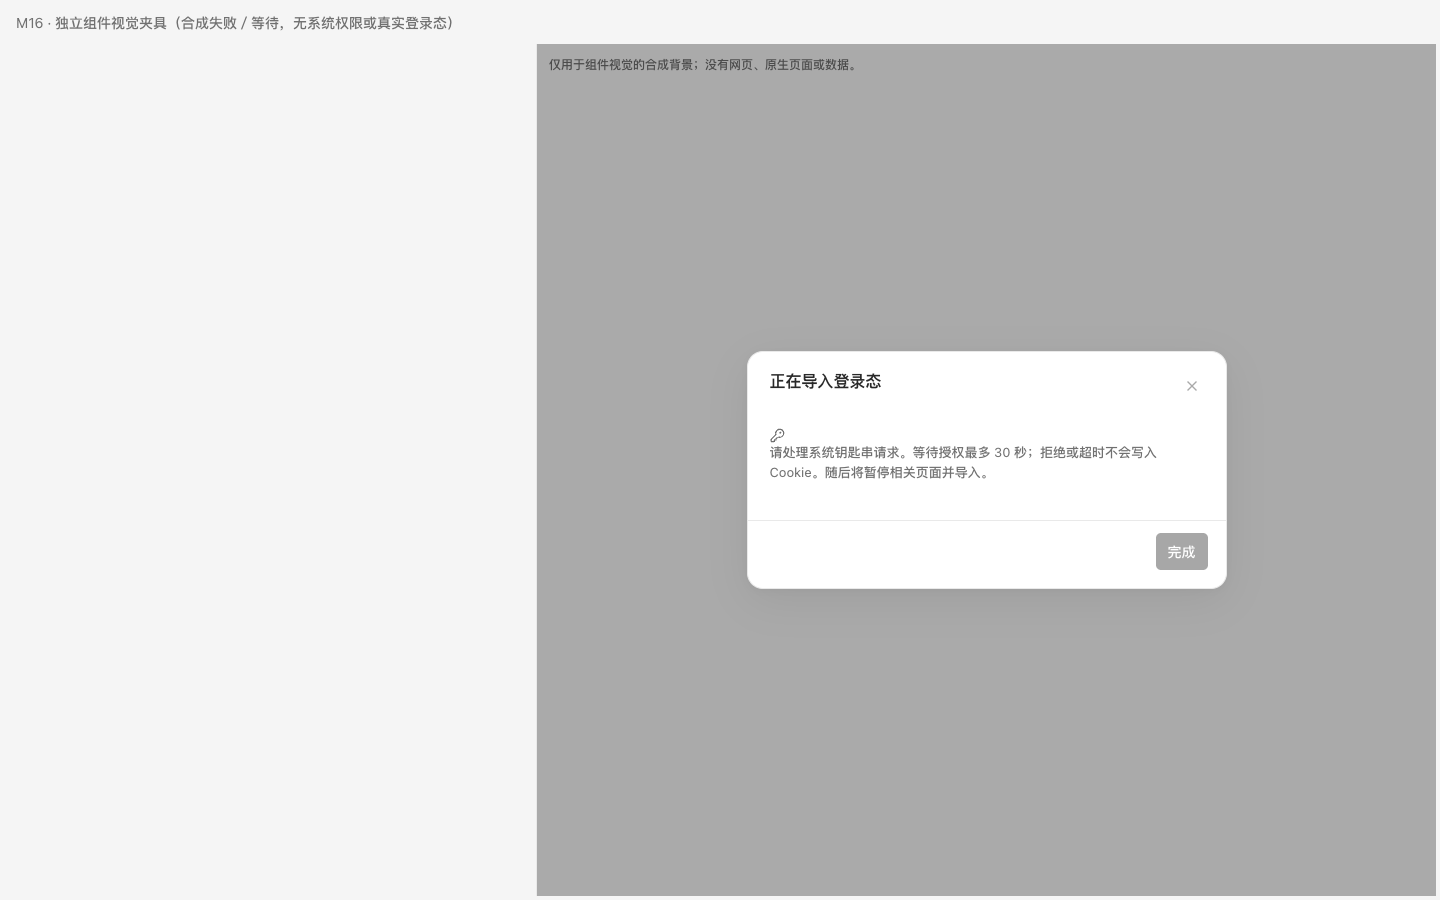 M16 · 独立组件视觉夹具（合成失败 / 等待，无系统权限或真实登录态）
仅用于组件视觉的合成背景；没有网页、原生页面或数据。
正在导入登录态
请处理系统钥匙串请求。等待授权最多 30 秒；拒绝或超时不会写入
Cookie。随后将暂停相关页面并导入。
完成